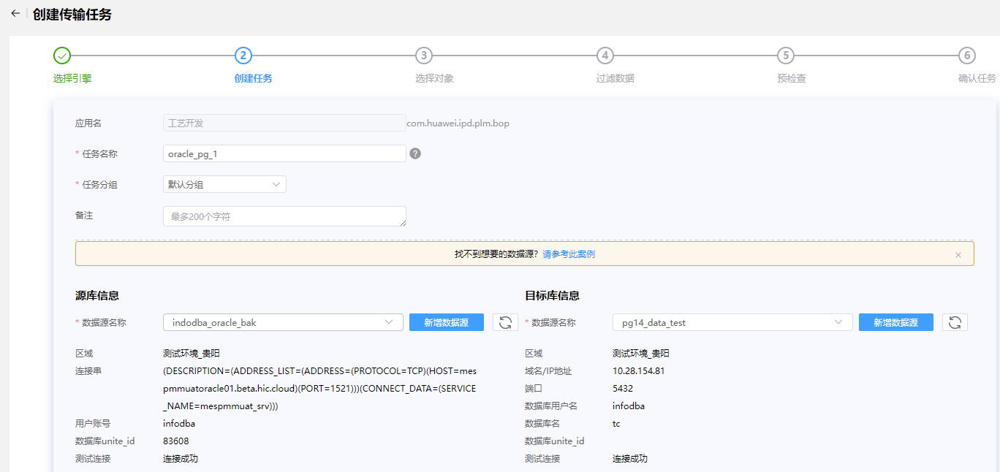 创建传输任务
2 3 4 5 6
选择引擎 创建任务 选择对象 过滤数据 预检查 确认任务
应用名 工艺开发 com.huawei.ipd.plm.bop
* 任务名称 oracle_pg_1 ?
* 任务分组 默认分组
备注 最多200个字符
找不到想要的数据源? 请参考此案例 ×
源库信息 目标库信息
* 数据源名称 indodba_oracle_bak 新增数据源 * 数据源名称 pg14_data_test 新增数据源
区域 测试环境_贵阳
连接串 (DESCRIPTION=(ADDRESS_LIST=(ADDRESS=(PROTOCOL=TCP)(HOST=mes
pmmuatoracle01.beta.hic.cloud)(PORT=1521)))(CONNECT_DATA=(SERVICE
_NAME=mespmmuat_srv)))
用户账号 infodba
数据库unite_id 83608
测试连接 连接成功
区域 测试环境_贵阳
域名/IP地址 10.28.154.81
端口 5432
数据库用户名 infodba
数据库名 tc
数据库unite_id
测试连接 连接成功